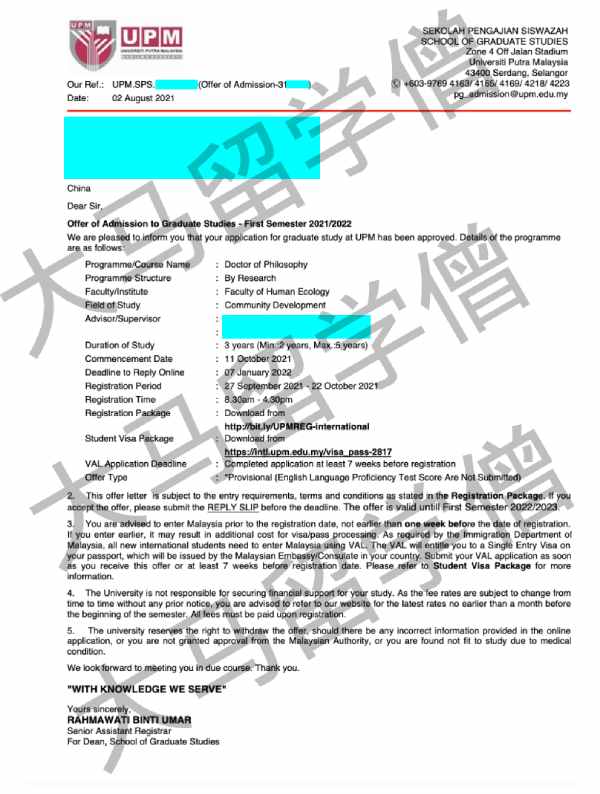 UPM
UNIVERSITI PUTRA MALAYSIA
SEKOLAH PENGAJIAN SISWAZAH
SCHOOL OF GRADUATE STUDIES
Zone 4 Off Jalan Stadium
Universiti Putra Malaysia
43400 Serdang, Selangor
+603-9769 4163/ 4165/ 4169/ 4218/ 4223
pg_admission@upm.edu.my
Our Ref.: UPM.SPS. (Offer of Admission-31 )
Date: 02 August 2021
China
Dear Sir,
Offer of Admission to Graduate Studies - First Semester 2021/2022
We are pleased to inform you that your application for graduate study at UPM has been approved. Details of the programme
are as follows:
Programme/Course Name : Doctor of Philosophy
Programme Structure : By Research
Faculty/Institute : Faculty of Human Ecology
Field of Study : Community Development
Advisor/Supervisor :
:
Duration of Study : 3 years (Min.:2 years, Max.:5 years)
Commencement Date : 11 October 2021
Deadline to Reply Online : 07 January 2022
Registration Period : 27 September 2021 - 22 October 2021
Registration Time : 8.30am - 4.30pm
Registration Package : Download from
http://bit.ly/UPMREG-international
Student Visa Package : Download from
https://intl.upm.edu.my/visa_pass-2817
VAL Application Deadline : Completed application at least 7 weeks before registration
Offer Type : *Provisional (English Language Proficiency Test Score Are Not Submitted)
2. This offer letter is subject to the entry requirements, terms and conditions as stated in the Registration Package. If you
accept the offer, please submit the REPLY SLIP before the deadline. The offer is valid until First Semester 2022/2023.
3. You are advised to enter Malaysia prior to the registration date, not earlier than one week before the date of registration.
If you enter earlier, it may result in additional cost for visa/pass processing. As required by the Immigration Department of
Malaysia, all new international students need to enter Malaysia using VAL. The VAL will entitle you to a Single Entry Visa on
your passport, which will be issued by the Malaysian Embassy/Consulate in your country. Submit your VAL application as soon
as you receive this offer or at least 7 weeks before registration date. Please refer to Student Visa Package for more
information.
4. The University is not responsible for securing financial support for your study. As the fee rates are subject to change from
time to time without any prior notice, you are advised to refer to our website for the latest rates no earlier than a month before
the beginning of the semester. All fees must be paid upon registration.
5. The university reserves the right to withdraw the offer, should there be any incorrect information provided in the online
application, or you are not granted approval from the Malaysian Authority, or you are found not fit to study due to medical
condition.
We look forward to meeting you in due course. Thank you.
"WITH KNOWLEDGE WE SERVE"
Yours sincerely,
RAHMAWATI BINTI UMAR
Senior Assistant Registrar
For Dean, School of Graduate Studies
大马留学僧
大马留学僧